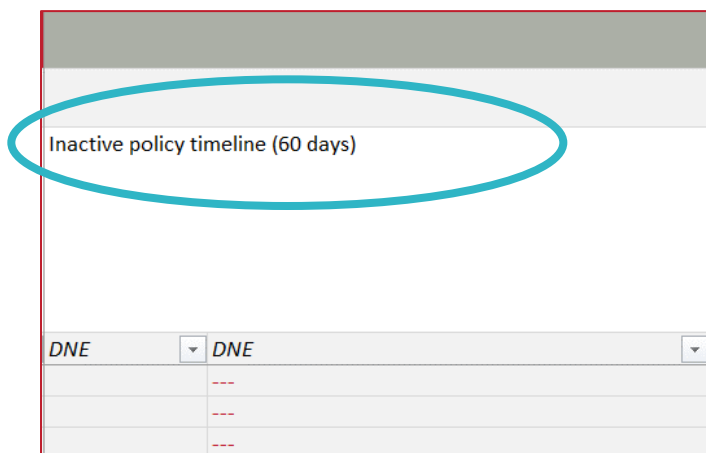 Inactive policy timeline (60 days)
DNE DNE
---
---
---